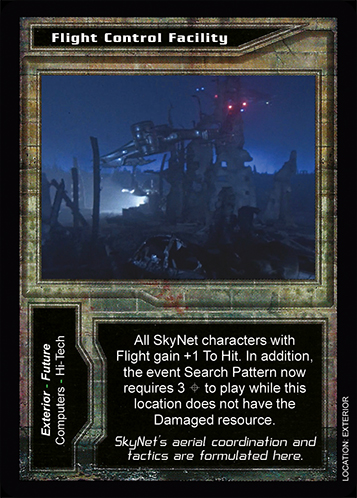 Flight Control Facility
Exterior - Future
Computers - Hi-Tech
All SkyNet characters with
Flight gain +1 To Hit. In addition,
the event Search Pattern now
requires 3 ⌖ to play while this
location does not have the
Damaged resource.
SkyNet's aerial coordination and
tactics are formulated here.
LOCATION: EXTERIOR